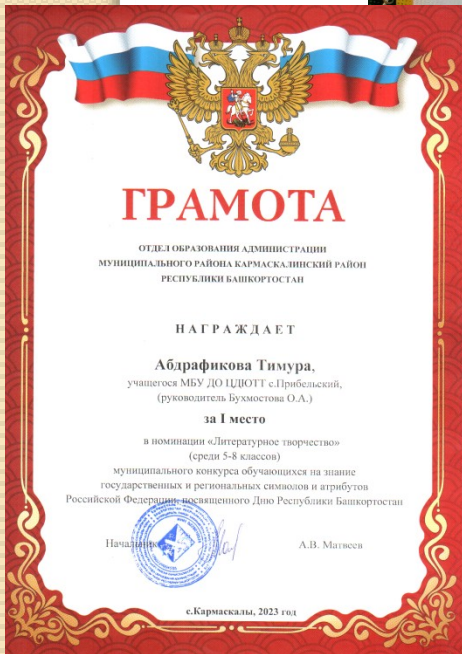 ГРАМОТА
ОТДЕЛ ОБРАЗОВАНИЯ АДМИНИСТРАЦИИ
МУНИЦИПАЛЬНОГО РАЙОНА КАРМАСКАЛИНСКИЙ РАЙОН
РЕСПУБЛИКИ БАШКОРТОСТАН
НАГРАЖДАЕТ
Абдрафикова Тимура,
учащегося МБУ ДО ЦДЮТТ с.Прибельский,
(руководитель Бухмостова О.А.)
за I место
в номинации «Литературное творчество»
(среди 5-8 классов)
муниципального конкурса обучающихся на знание
государственных и региональных символов и атрибутов
Российской Федерации, посвященного Дню Республики Башкортостан
Начальник А.В. Матвеев
с.Кармаскалы, 2023 год